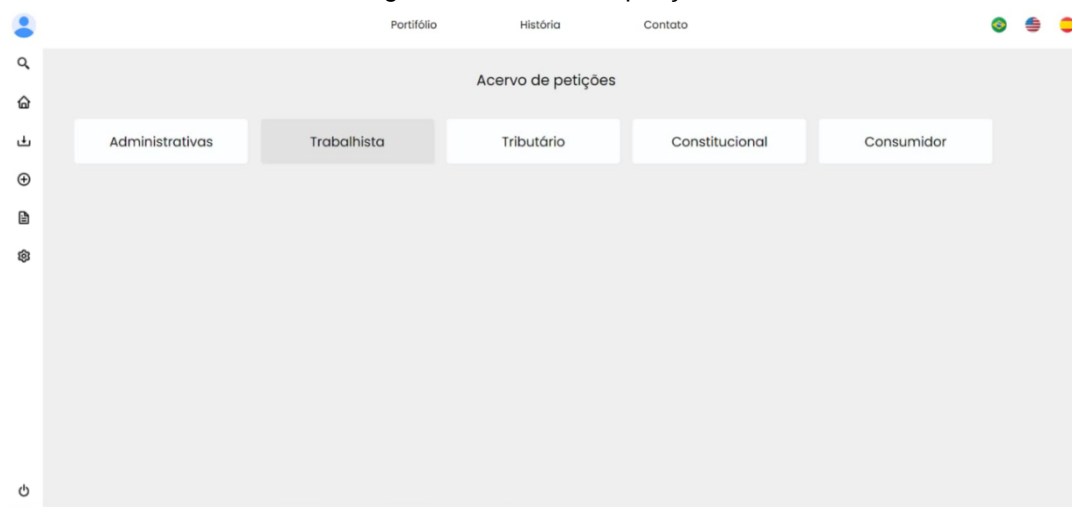 Portifólio História Contato
Acervo de petições
Administrativas Trabalhista Tributário Constitucional Consumidor